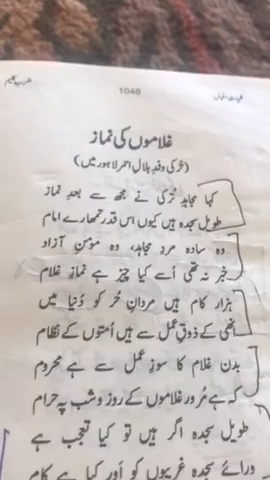 ضرب کلیم
1046
کلیات اقبال
غلاموں کی نماز
(ترکی وفد ہلال احمر لاہور میں)
کہا مجاہد ترکی نے مجھ سے بعد نماز
طویل سجدہ ہیں کیوں اس قدر تمھارے امام
وہ سادہ مرد مجاہد، وہ مومن آزاد
خبر نہ تھی اُسے کیا چیز ہے نمازِ غلام
ہزار کام ہیں مردانِ حُر کو دُنیا میں
انھی کے ذوقِ عمل سے ہیں اُمتوں کے نظام
بدن غلام کا سوزِ عمل سے ہے محروم
کہ ہے مُرور غلاموں کے روز و شب پہ حرام
طویل سجدہ اگر ہیں تو کیا تعجب ہے
ورائے سجدہ غریبوں کو اَور کیا ہے کام